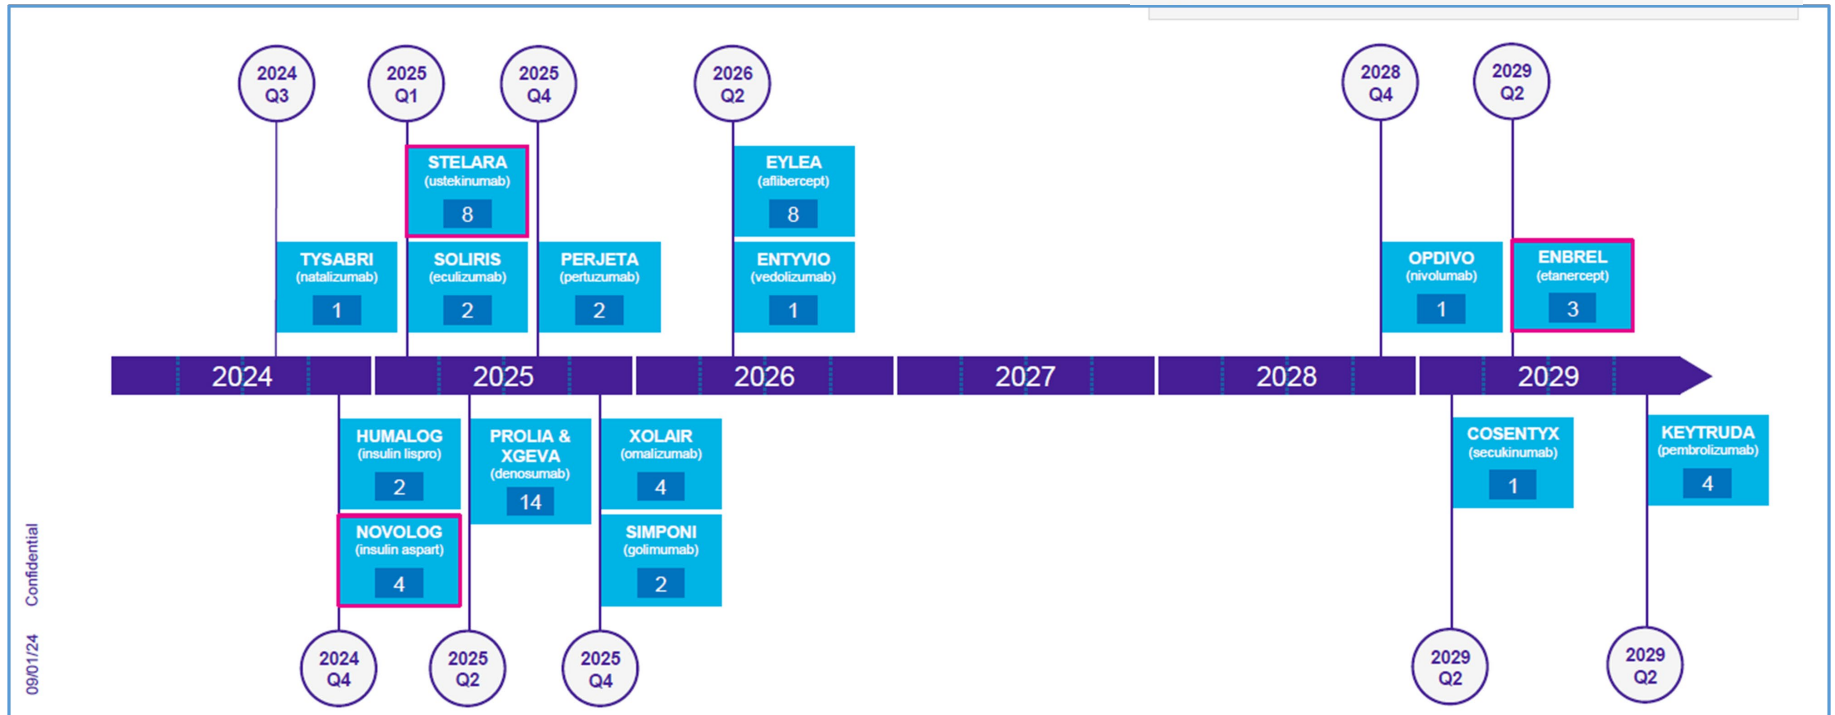 2024
Q3
2025
Q1
2025
Q4
2026
Q2
2028
Q4
2029
Q2
STELARA
(ustekinumab)
8
EYLEA
(aflibercept)
8
TYSABRI
(natalizumab)
1
SOLIRIS
(eculizumab)
2
PERJETA
(pertuzumab)
2
ENTYVIO
(vedolizumab)
1
OPDIVO
(nivolumab)
1
ENBREL
(etanercept)
3
2024
2025
2026
2027
2028
2029
HUMALOG
(insulin lispro)
2
PROLIA &
XGEVA
(denosumab)
14
XOLAIR
(omalizumab)
4
COSENTYX
(secukinumab)
1
KEYTRUDA
(pembrolizumab)
4
NOVOLOG
(insulin aspart)
4
SIMPONI
(golimumab)
2
2024
Q4
2025
Q2
2025
Q4
2029
Q2
2029
Q2
09/01/24 Confidential